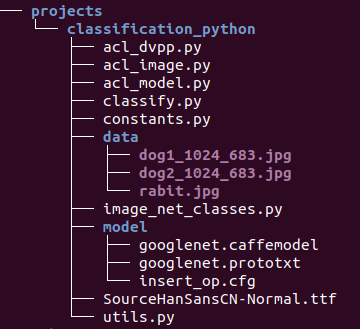 projects
classification_python
acl_dvpp.py
acl_image.py
acl_model.py
classify.py
constants.py
data
dog1_1024_683.jpg
dog2_1024_683.jpg
rabit.jpg
image_net_classes.py
model
googlenet.caffemodel
googlenet.prototxt
insert_op.cfg
SourceHanSansCN-Normal.ttf
utils.py